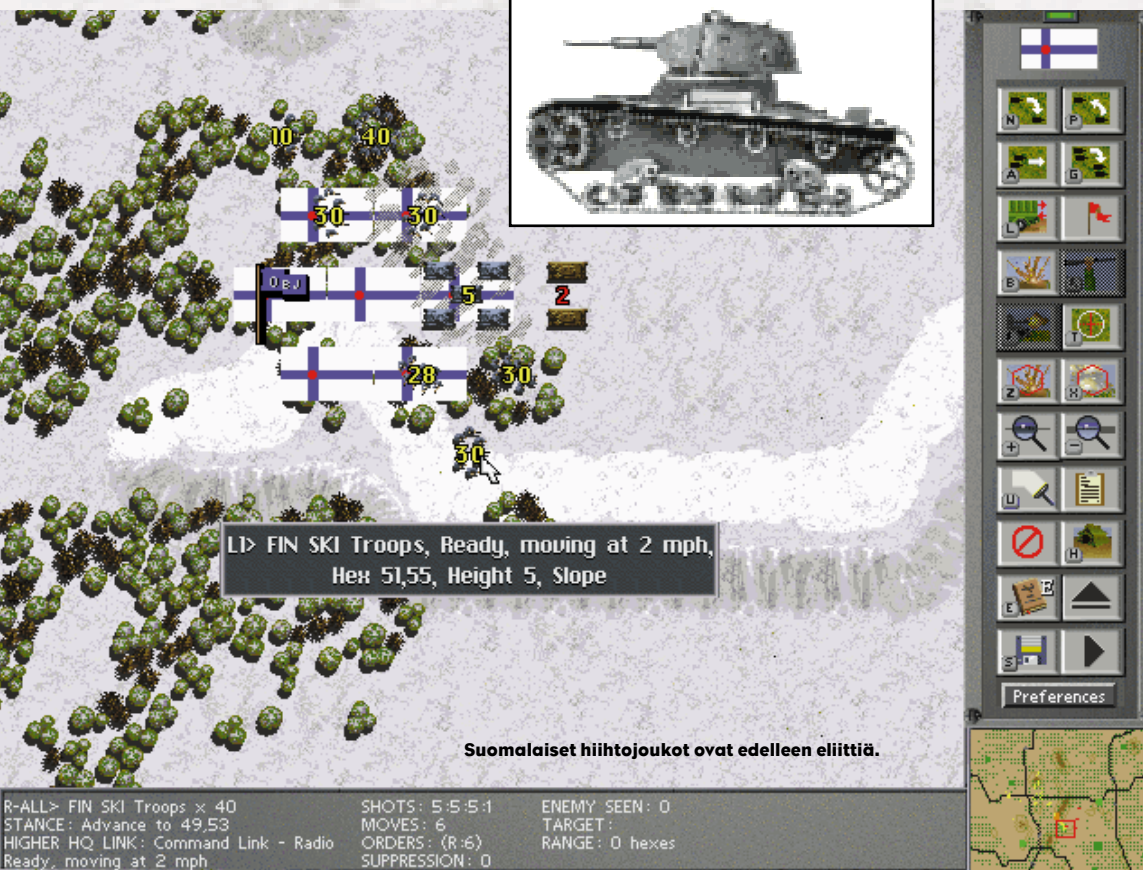 N P
10 40
A G
30 30
L
OBJ
B
5 2
T
28 30
Z X
30
+ -
U
L1> FIN SKI Troops, Ready, moving at 2 mph,
Hex 51,55, Height 5, Slope
H
E E
S
Preferences
Suomalaiset hiihtojoukot ovat edelleen eliittiä.
R-ALL> FIN SKI Troops x 40
STANCE: Advance to 49,53
HIGHER HQ LINK: Command Link - Radio
Ready, moving at 2 mph
SHOTS: 5:5:5:1
MOVES: 6
ORDERS: (R:6)
SUPPRESSION: 0
ENEMY SEEN: 0
TARGET:
RANGE: 0 hexes